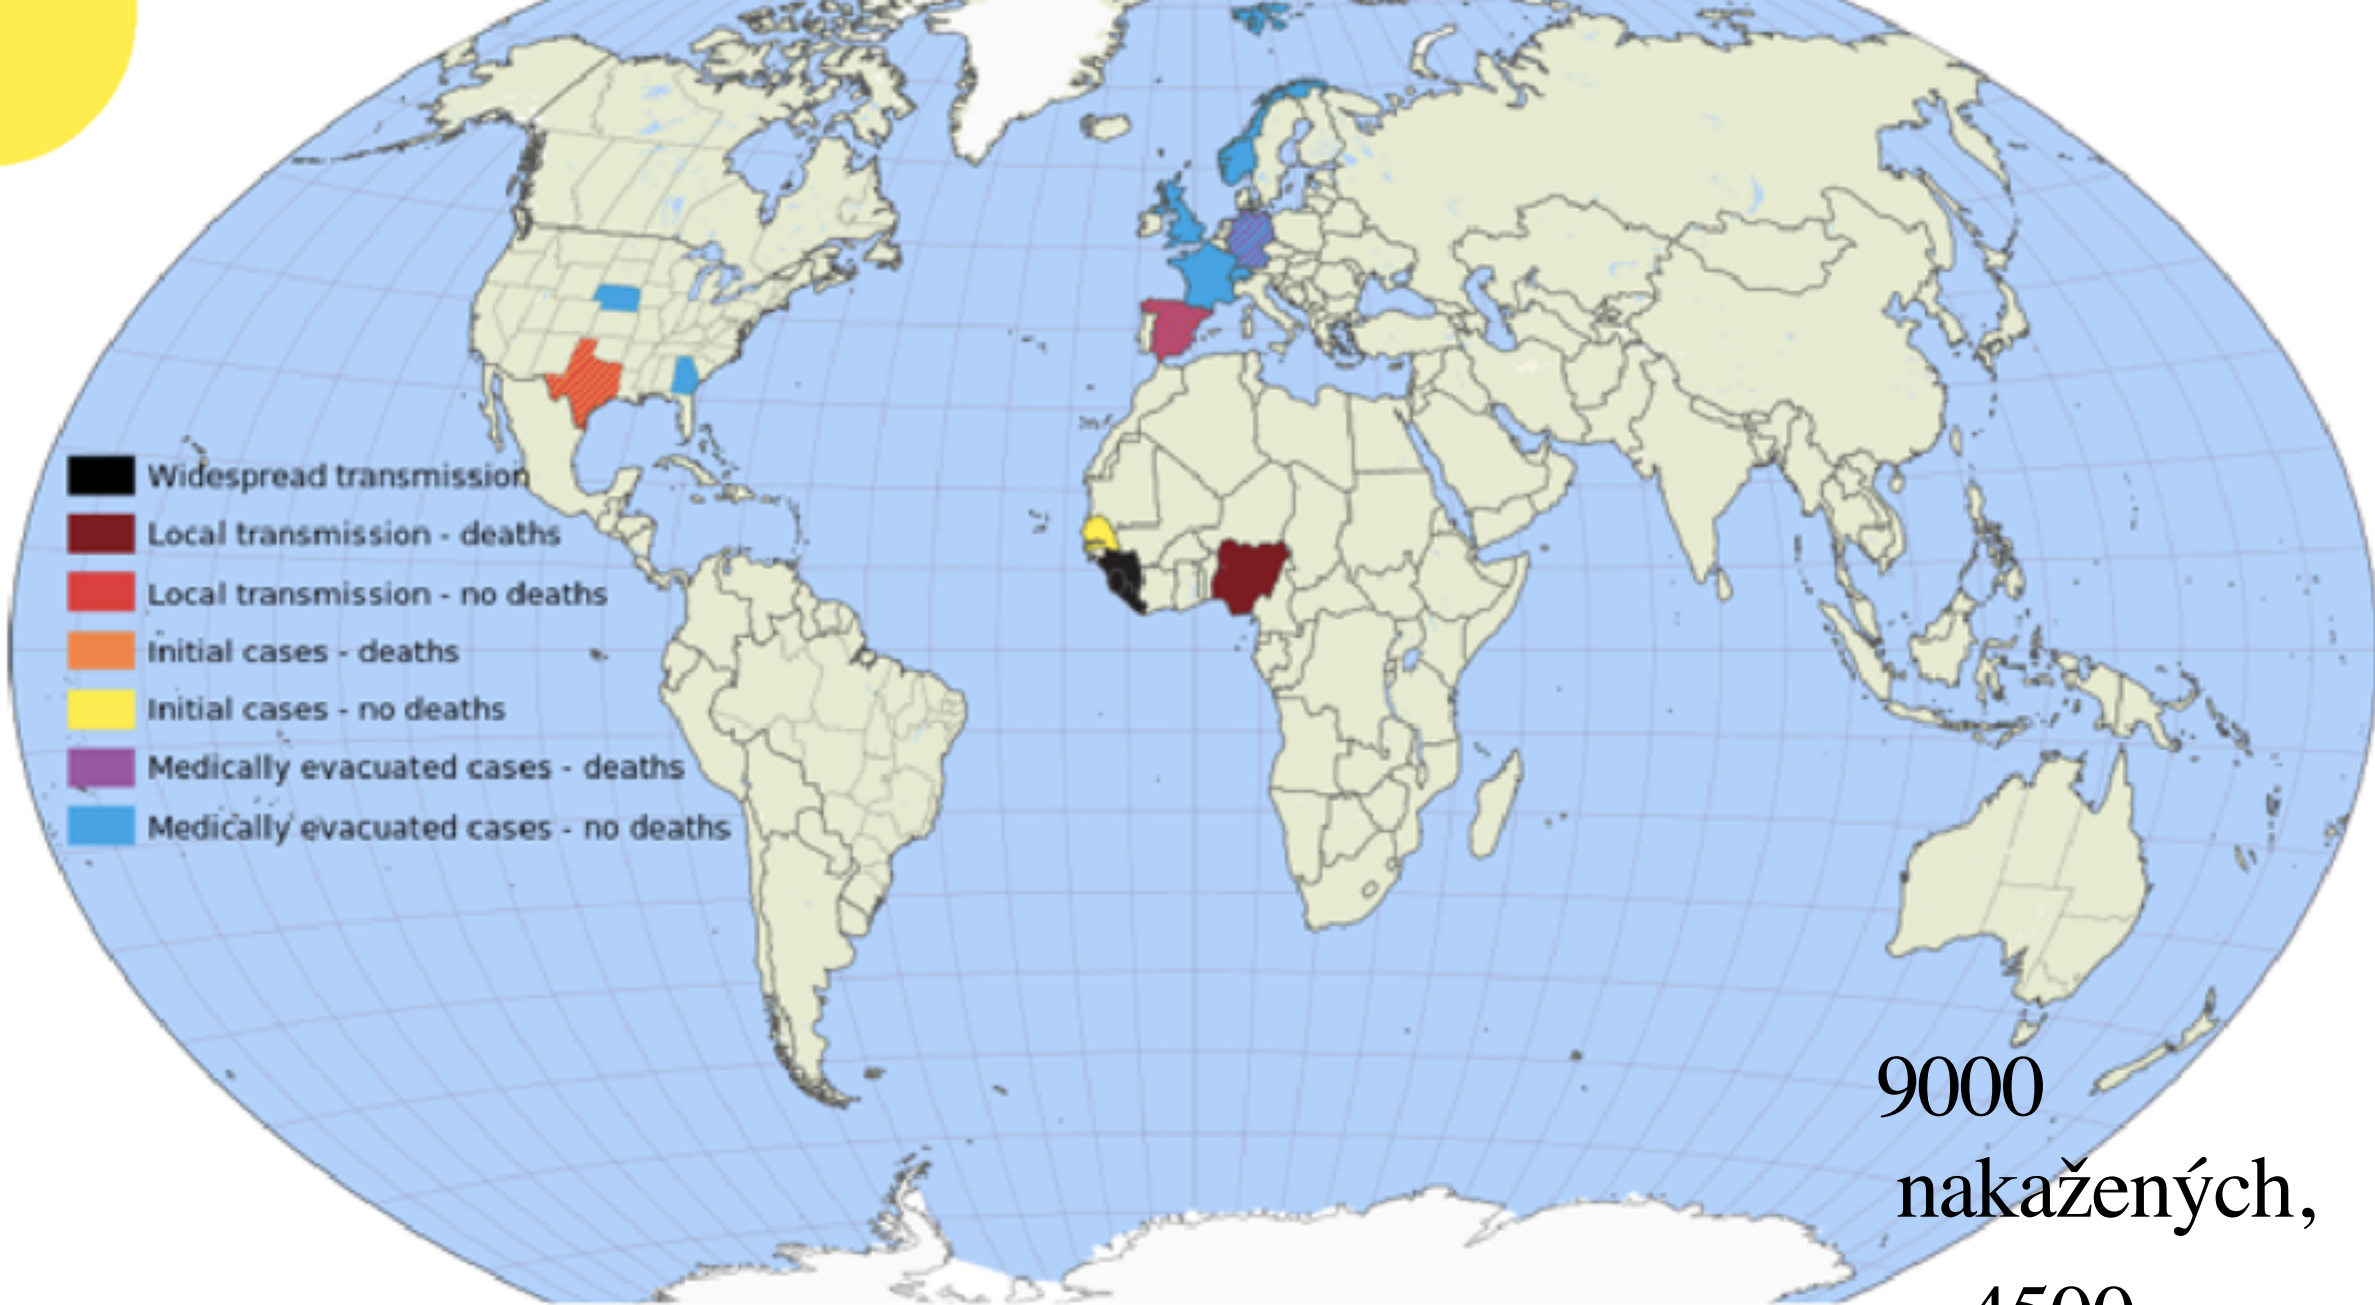 Widespread transmission
Local transmission - deaths
Local transmission - no deaths
Initial cases - deaths
Initial cases - no deaths
Medically evacuated cases - deaths
Medically evacuated cases - no deaths
9000
nakažených,
4500